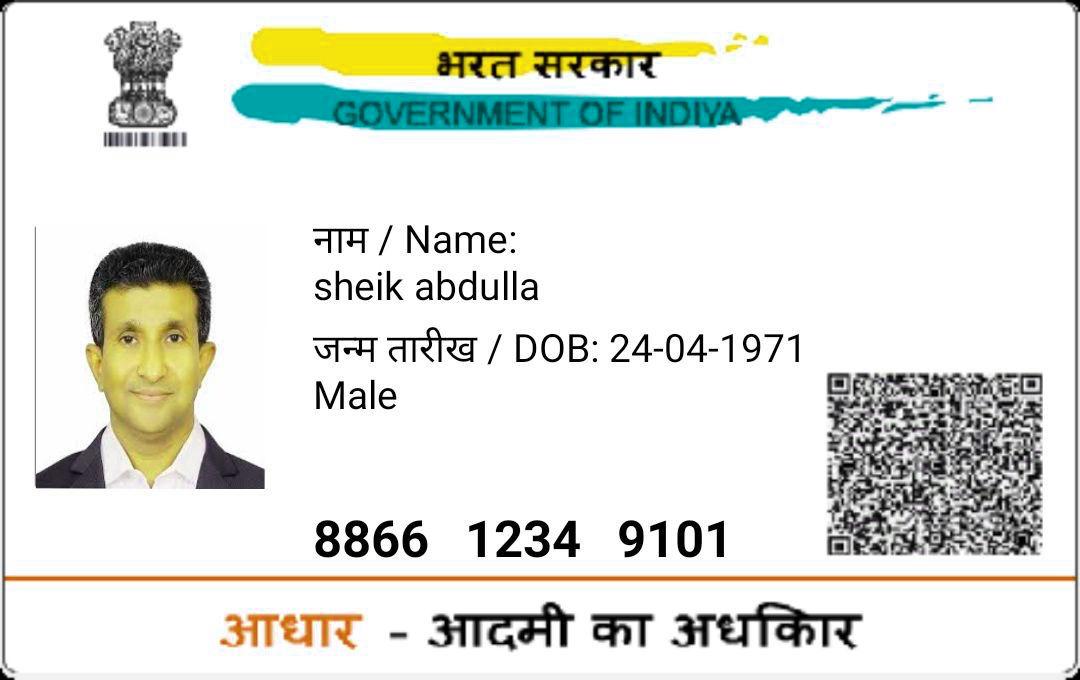 भरत सरकार
GOVERNMENT OF INDIYA
नाम / Name:
sheik abdulla
जन्म तारीख / DOB: 24-04-1971
Male
8866 1234 9101
आधार - आदमी का अधकिार